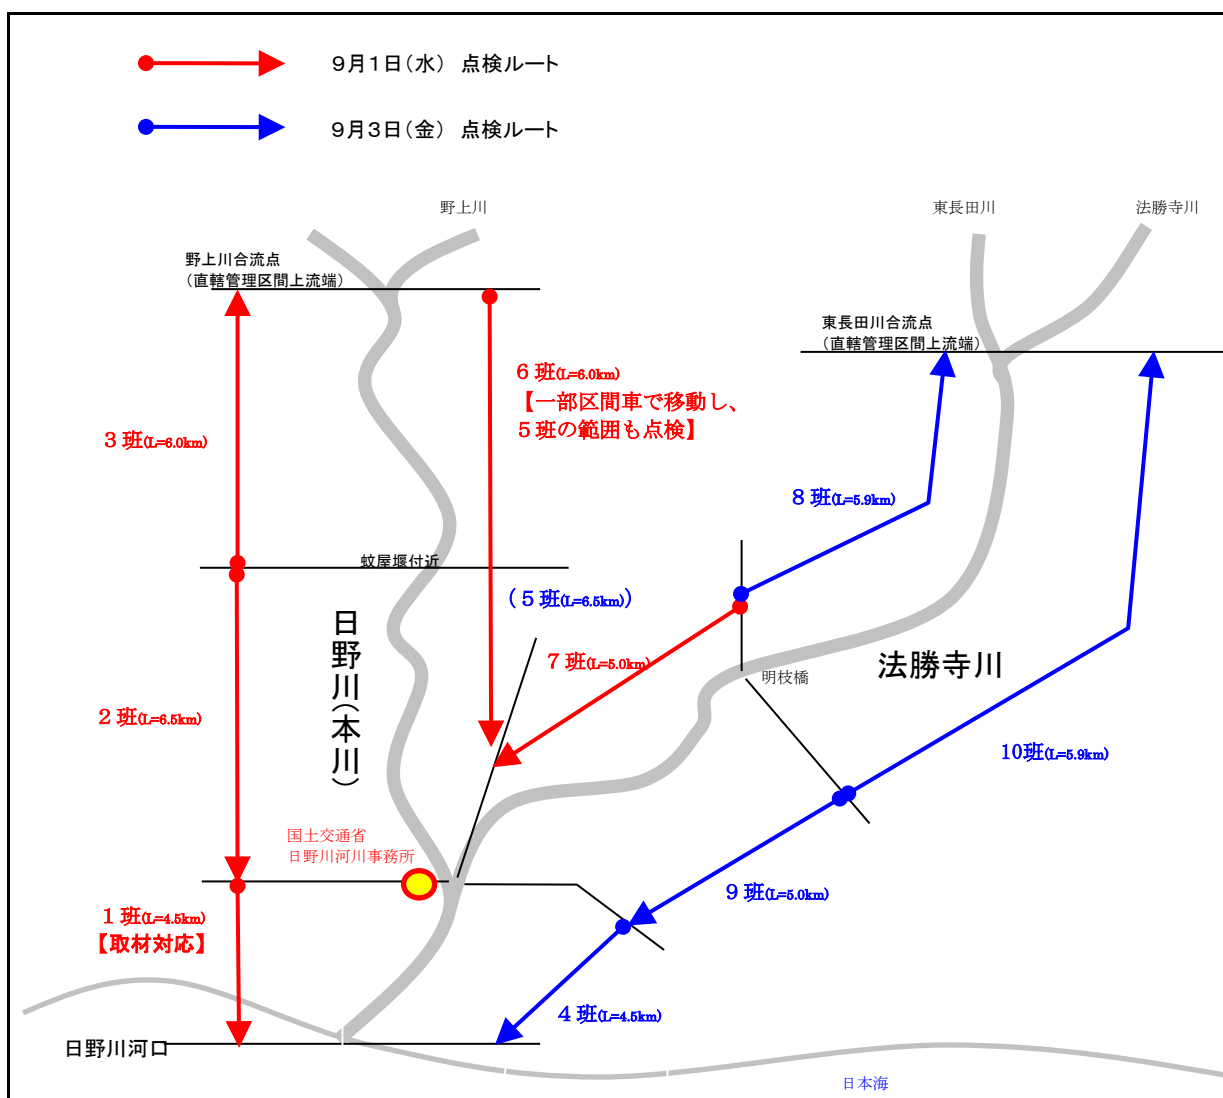 ９月１日（水） 点検ルート
９月３日（金） 点検ルート
野上川
東長田川
法勝寺川
野上川合流点
（直轄管理区間上流端）
東長田川合流点
（直轄管理区間上流端）
６班(L=6.0km)
【一部区間車で移動し、
５班の範囲も点検】
３班(L=6.0km)
８班(L=5.9km)
蚊屋堰付近
（５班(L=6.5km)）
日野川（本川）
７班(L=5.0km)
法勝寺川
明枝橋
２班(L=6.5km)
10班(L=5.9km)
国土交通省
日野川河川事務所
９班(L=5.0km)
１班(L=4.5km)
【取材対応】
４班(L=4.5km)
日野川河口
日本海